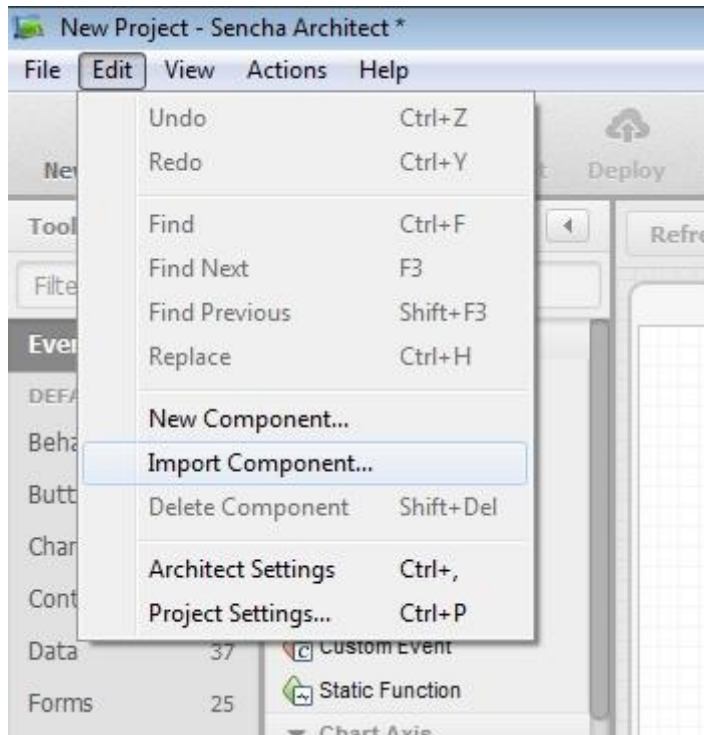 New Project - Sencha Architect *
File Edit View Actions Help
Undo Ctrl+Z
Redo Ctrl+Y
Deploy
Find Ctrl+F
Find Next F3
Find Previous Shift+F3
Replace Ctrl+H
New Component...
Import Component...
Delete Component Shift+Del
Architect Settings Ctrl+,
Project Settings... Ctrl+P
Data 37 Custom Event
Forms 25 Static Function
Chart Axis